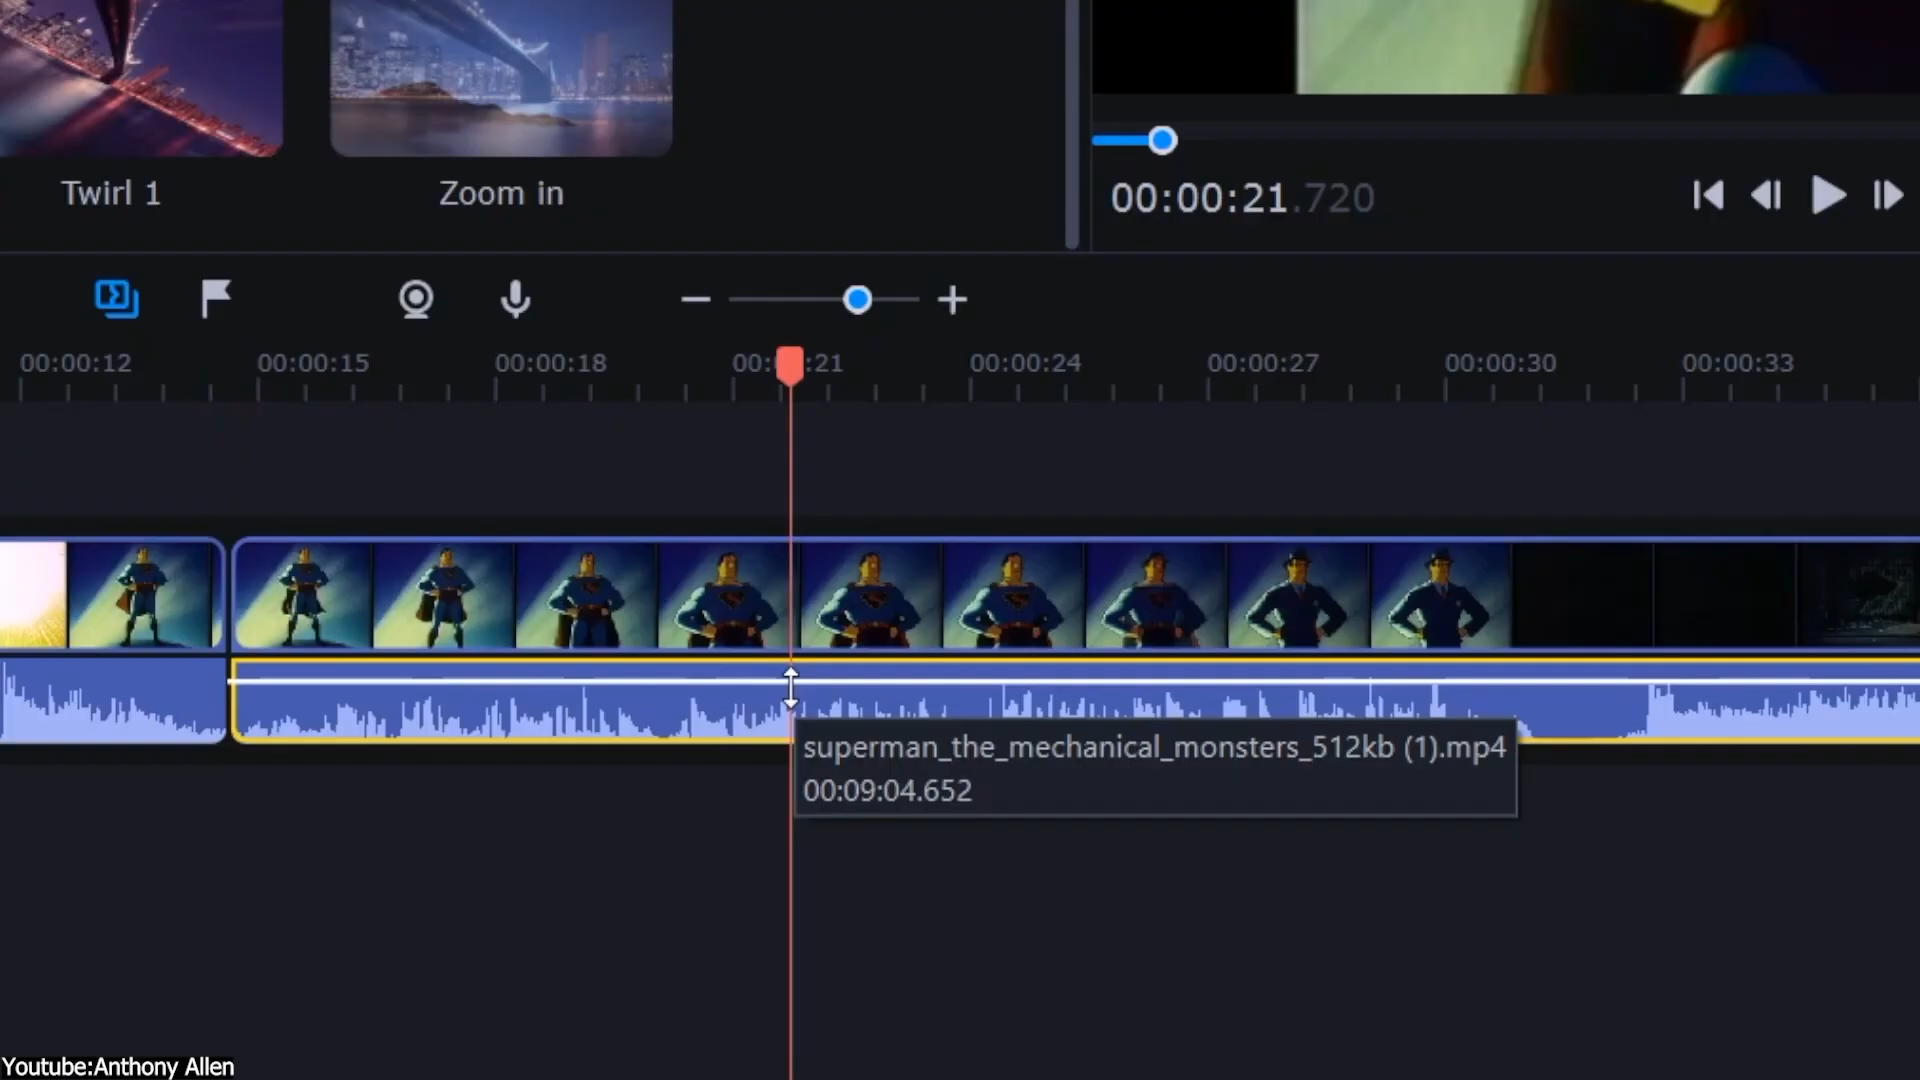 Twirl 1
Zoom in
00:00:21.720
00:00:12
00:00:15
00:00:18
00:00:21
00:00:24
00:00:27
00:00:30
00:00:33
superman_the_mechanical_monsters_512kb (1).mp4
00:09:04.652
Youtube:Anthony Allen